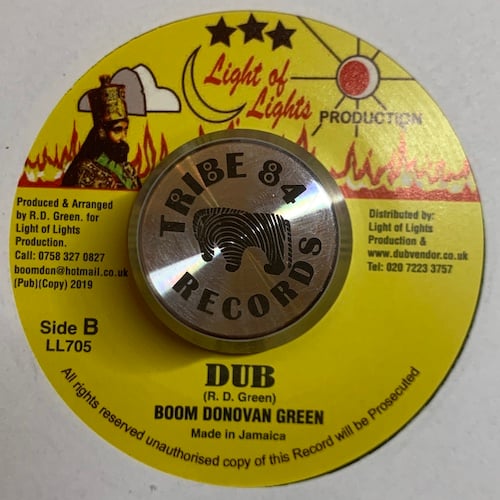 Light of
Lights
PRODUCTION
Produced & Arranged
by R. D. Green. for
Light of Lights
Production.
Call: 0758 327 0827
boomdon@hotmail.co.uk
(Pub)(Copy) 2019
Distributed by:
Light of Lights
Production &
www.dubvendor.co.uk
Tel: 020 7223 3757
TRIBE 84
RECORDS
Side B
LL705
DUB
(R. D. Green)
BOOM DONOVAN GREEN
Made in Jamaica
All rights reserved unauthorised copy of this Record will be Prosecuted